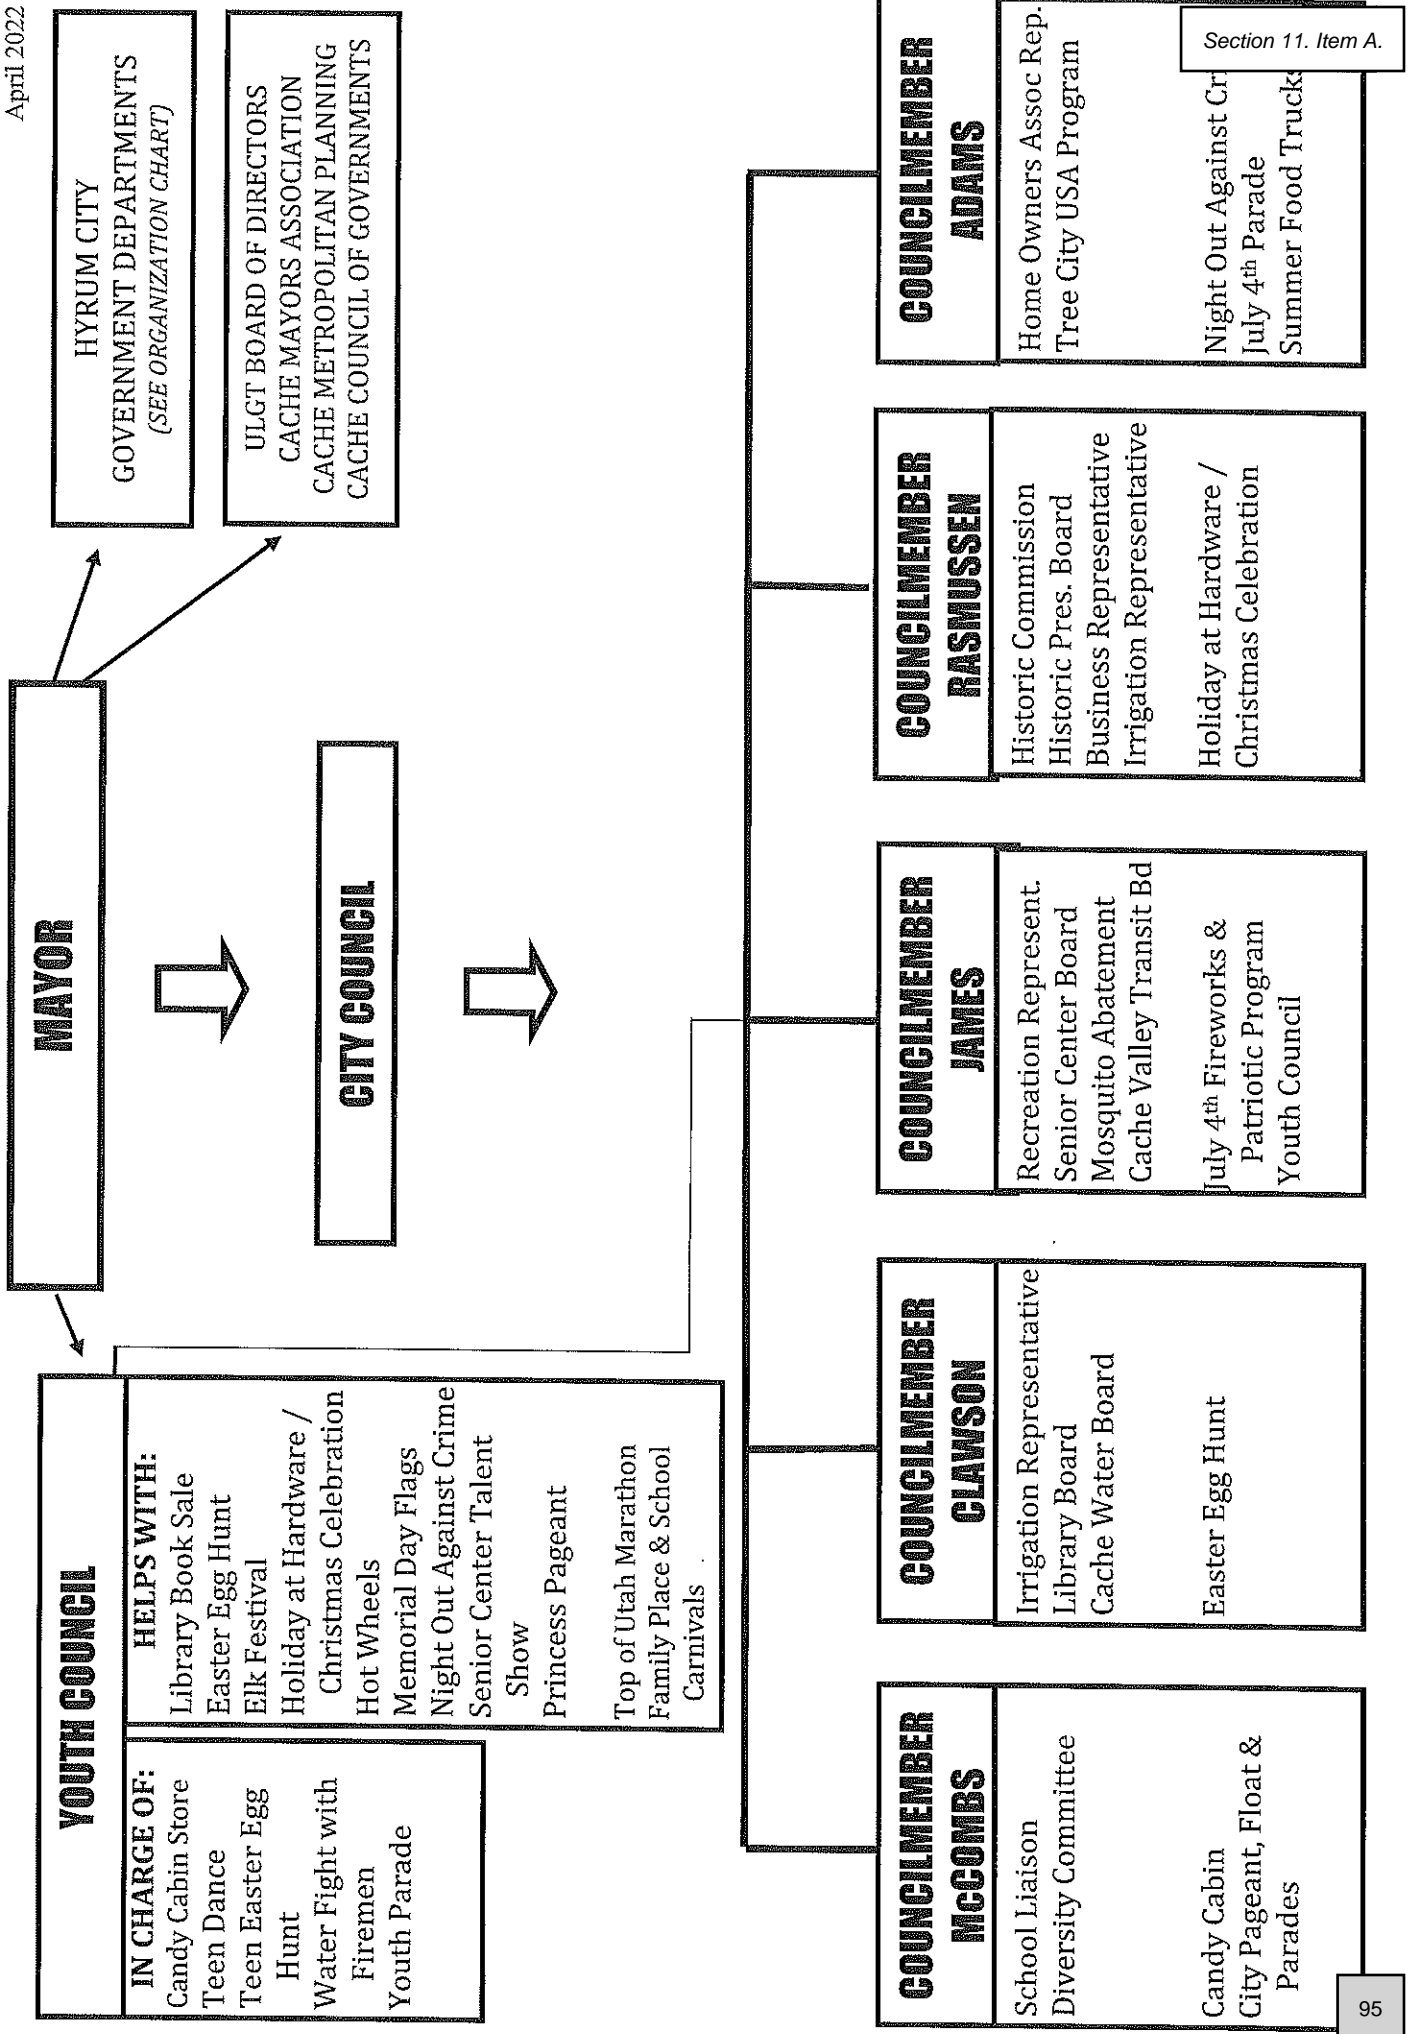 April 2022
Section 11. Item A.
MAYOR
HYRUM CITY
GOVERNMENT DEPARTMENTS
(SEE ORGANIZATION CHART)
ULGT BOARD OF DIRECTORS
CACHE MAYORS ASSOCIATION
CACHE METROPOLITAN PLANNING
CACHE COUNCIL OF GOVERNMENTS
CITY COUNCIL
YOUTH COUNCIL
IN CHARGE OF:
Candy Cabin Store
Teen Dance
Teen Easter Egg
Hunt
Water Fight with
Firemen
Youth Parade
HELPS WITH:
Library Book Sale
Easter Egg Hunt
Elk Festival
Holiday at Hardware /
Christmas Celebration
Hot Wheels
Memorial Day Flags
Night Out Against Crime
Senior Center Talent
Show
Princess Pageant
Top of Utah Marathon
Family Place & School
Carnivals
COUNCILMEMBER
McCOMBS
School Liaison
Diversity Committee
Candy Cabin
City Pageant, Float &
Parades
COUNCILMEMBER
CLAWSON
Irrigation Representative
Library Board
Cache Water Board
Easter Egg Hunt
COUNCILMEMBER
JAMES
Recreation Represent.
Senior Center Board
Mosquito Abatement
Cache Valley Transit Bd
July 4th Fireworks &
Patriotic Program
Youth Council
COUNCILMEMBER
RASMUSSEN
Historic Commission
Historic Pres. Board
Business Representative
Irrigation Representative
Holiday at Hardware /
Christmas Celebration
COUNCILMEMBER
ADAMS
Home Owners Assoc Rep.
Tree City USA Program
Night Out Against Cri
July 4th Parade
Summer Food Trucks
95